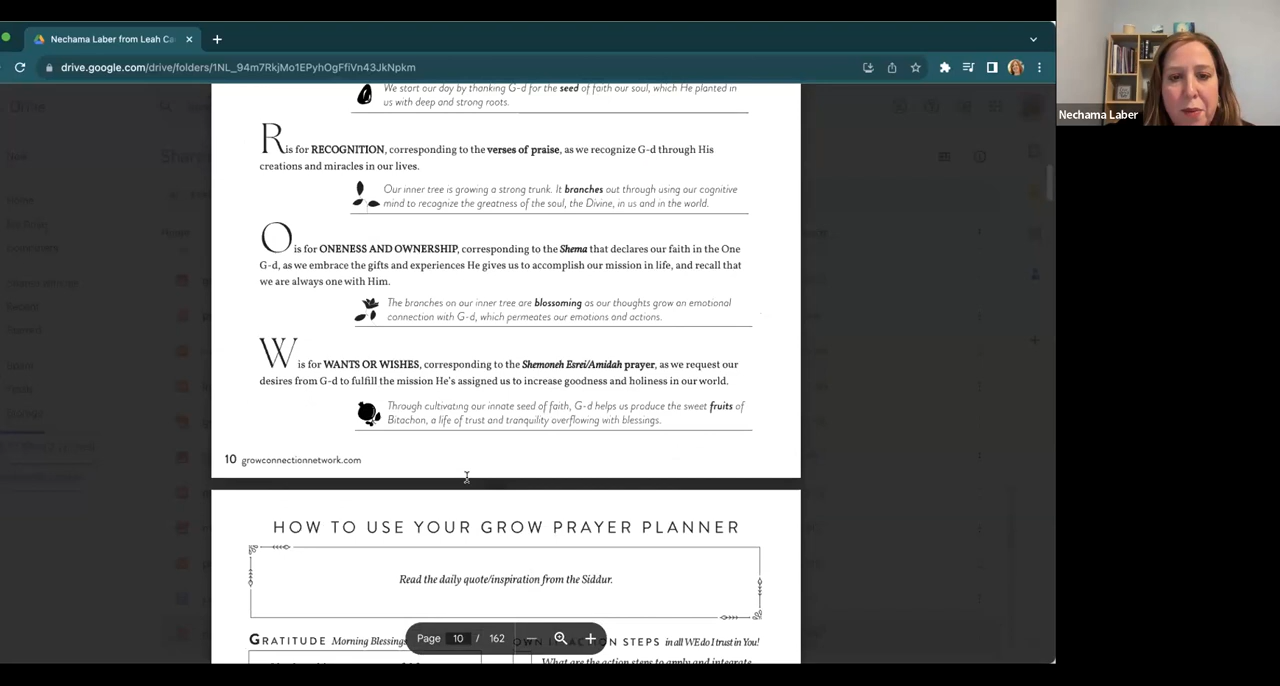 Nechama Laber from Leah Ca
drive.google.com/drive/folders/1NL_94m7RkjMo1EPyhOgFfiVn43JkNpkm
Nechama Laber
We start our day by thanking G-d for the seed of faith our soul, which He planted in
us with deep and strong roots.
R is for RECOGNITION, corresponding to the verses of praise, as we recognize G-d through His
creations and miracles in our lives.
Our inner tree is growing a strong trunk. It branches out through using our cognitive
mind to recognize the greatness of the soul, the Divine, in us and in the world.
O is for ONENESS AND OWNERSHIP, corresponding to the Shema that declares our faith in the One
G-d, as we embrace the gifts and experiences He gives us to accomplish our mission in life, and recall that
we are always one with Him.
The branches on our inner tree are blossoming as our thoughts grow an emotional
connection with G-d, which permeates our emotions and actions.
W is for WANTS OR WISHES, corresponding to the Shemoneh Esrei/Amidah prayer, as we request our
desires from G-d to fulfill the mission He's assigned us to increase goodness and holiness in our world.
Through cultivating our innate seed of faith, G-d helps us produce the sweet fruits of
Bitachon, a life of trust and tranquility overflowing with blessings.
10 growconnectionnetwork.com
HOW TO USE YOUR GROW PRAYER PLANNER
Read the daily quote/inspiration from the Siddur.
GRATITUDE Morning Blessings
STEPS in all WE do I trust in You!
Page 10 / 162
What are the action steps to apply and integrate